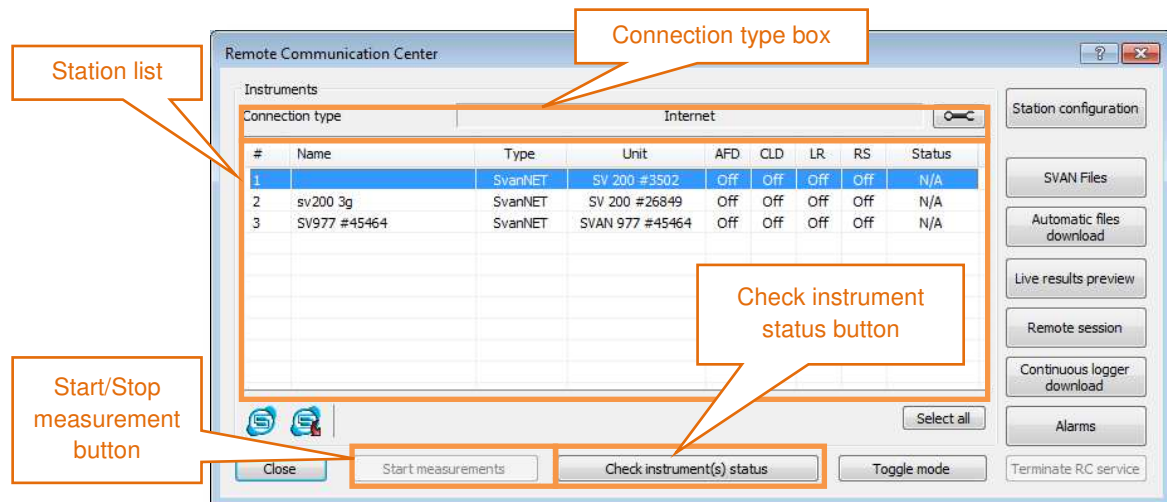 Connection type box
Station list
Remote Communication Center
?
Instruments
Connection type Internet
Station configuration
# Name Type Unit AFD CLD LR RS Status
1 SvanNET SV 200 #3502 Off Off Off Off N/A
2 sv200 3g SvanNET SV 200 #26849 Off Off Off Off N/A
3 SV977 #45464 SvanNET SVAN 977 #45464 Off Off Off Off N/A
SVAN Files
Automatic files
download
Live results preview
Check instrument
status button
Remote session
Continuous logger
download
Start/Stop
measurement
button
Select all
Alarms
Close Start measurements Check instrument(s) status Toggle mode Terminate RC service